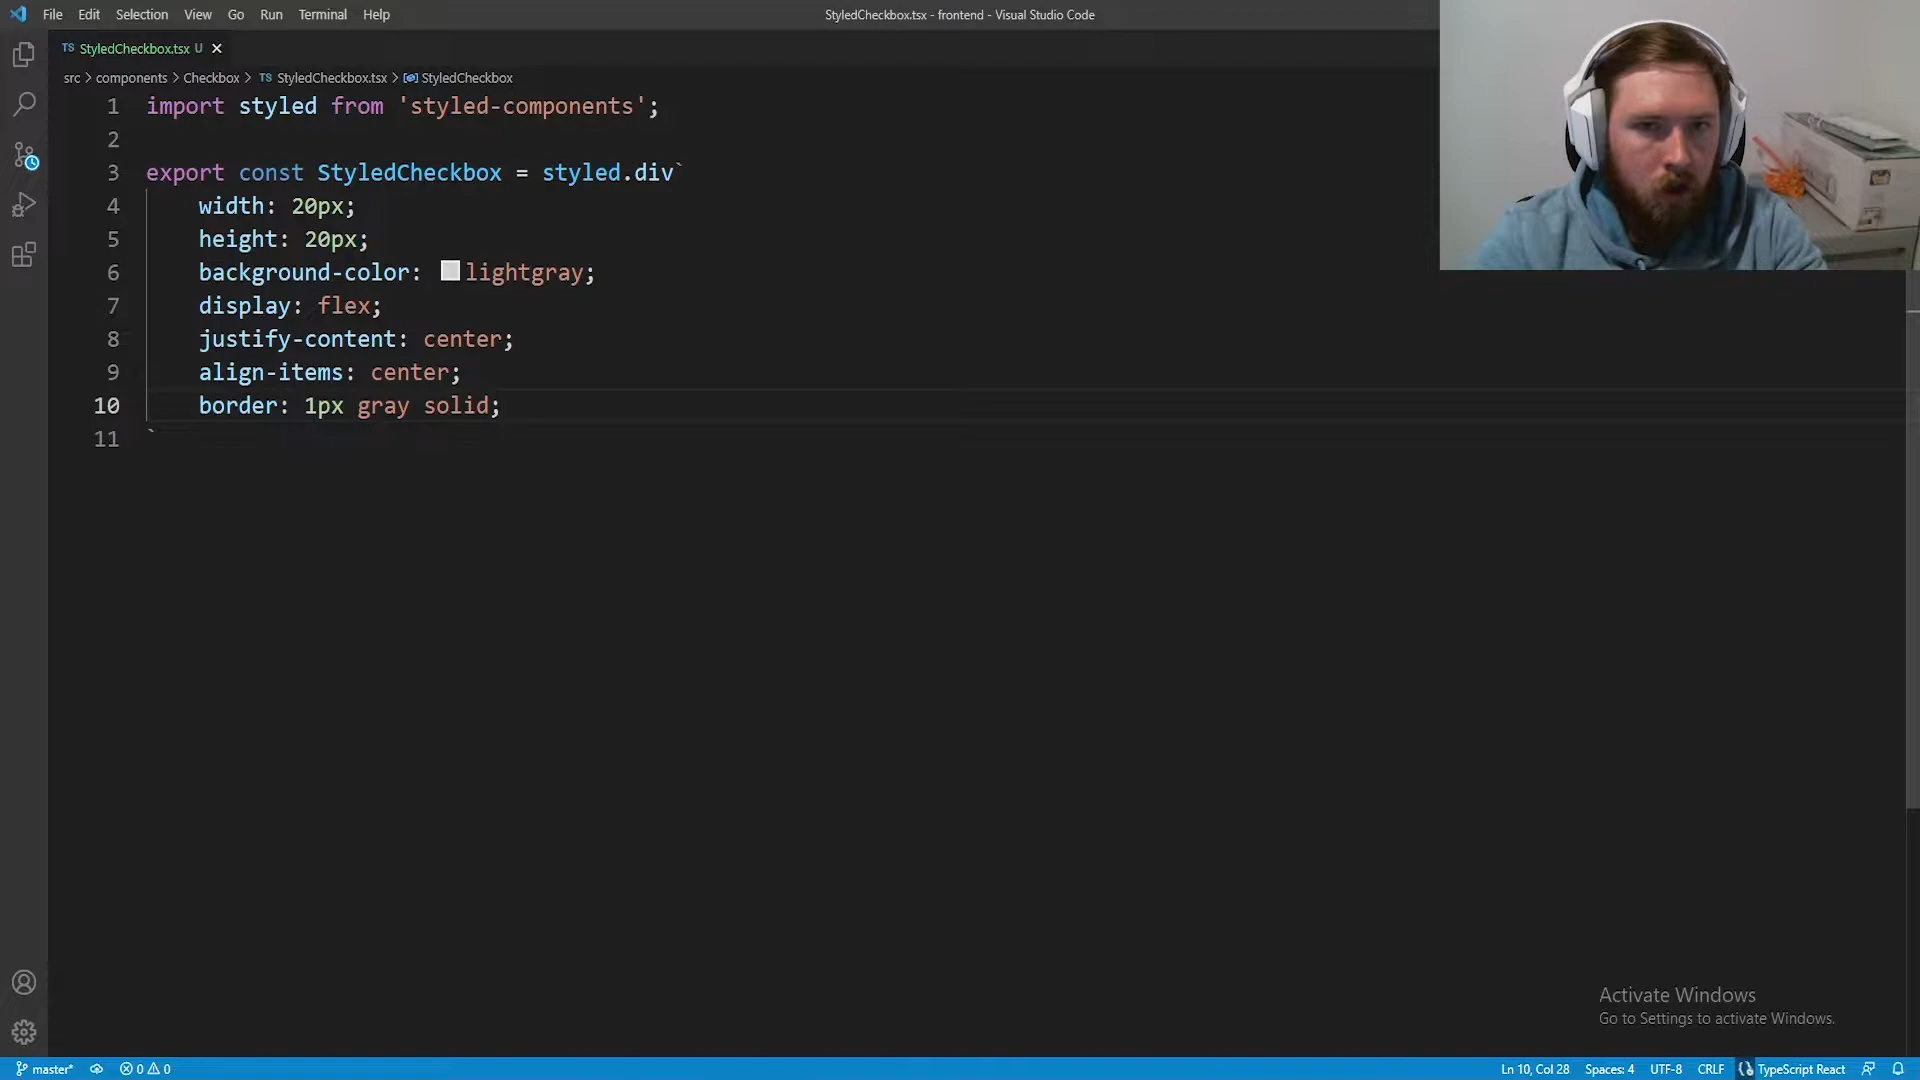 File Edit Selection View Go Run Terminal Help
StyledCheckbox.tsx - frontend - Visual Studio Code
TS StyledCheckbox.tsx U ×
src > components > Checkbox > TS StyledCheckbox.tsx > StyledCheckbox
1 import styled from 'styled-components';
2
3 export const StyledCheckbox = styled.div`
4 width: 20px;
5 height: 20px;
6 background-color: lightgray;
7 display: flex;
8 justify-content: center;
9 align-items: center;
10 border: 1px gray solid;
11 `
Activate Windows
Go to Settings to activate Windows.
master* 0 0 Ln 10, Col 28 Spaces: 4 UTF-8 CRLF TypeScript React